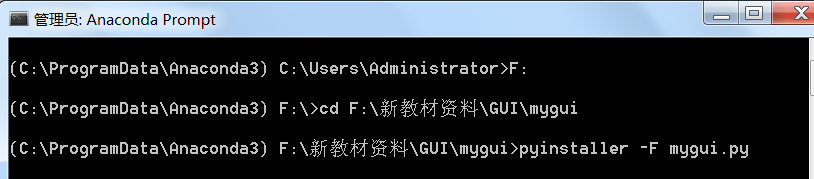 管理员: Anaconda Prompt
(C:\ProgramData\Anaconda3) C:\Users\Administrator>F:
(C:\ProgramData\Anaconda3) F:\>cd F:\新教材资料\GUI\mygui
(C:\ProgramData\Anaconda3) F:\新教材资料\GUI\mygui>pyinstaller -F mygui.py